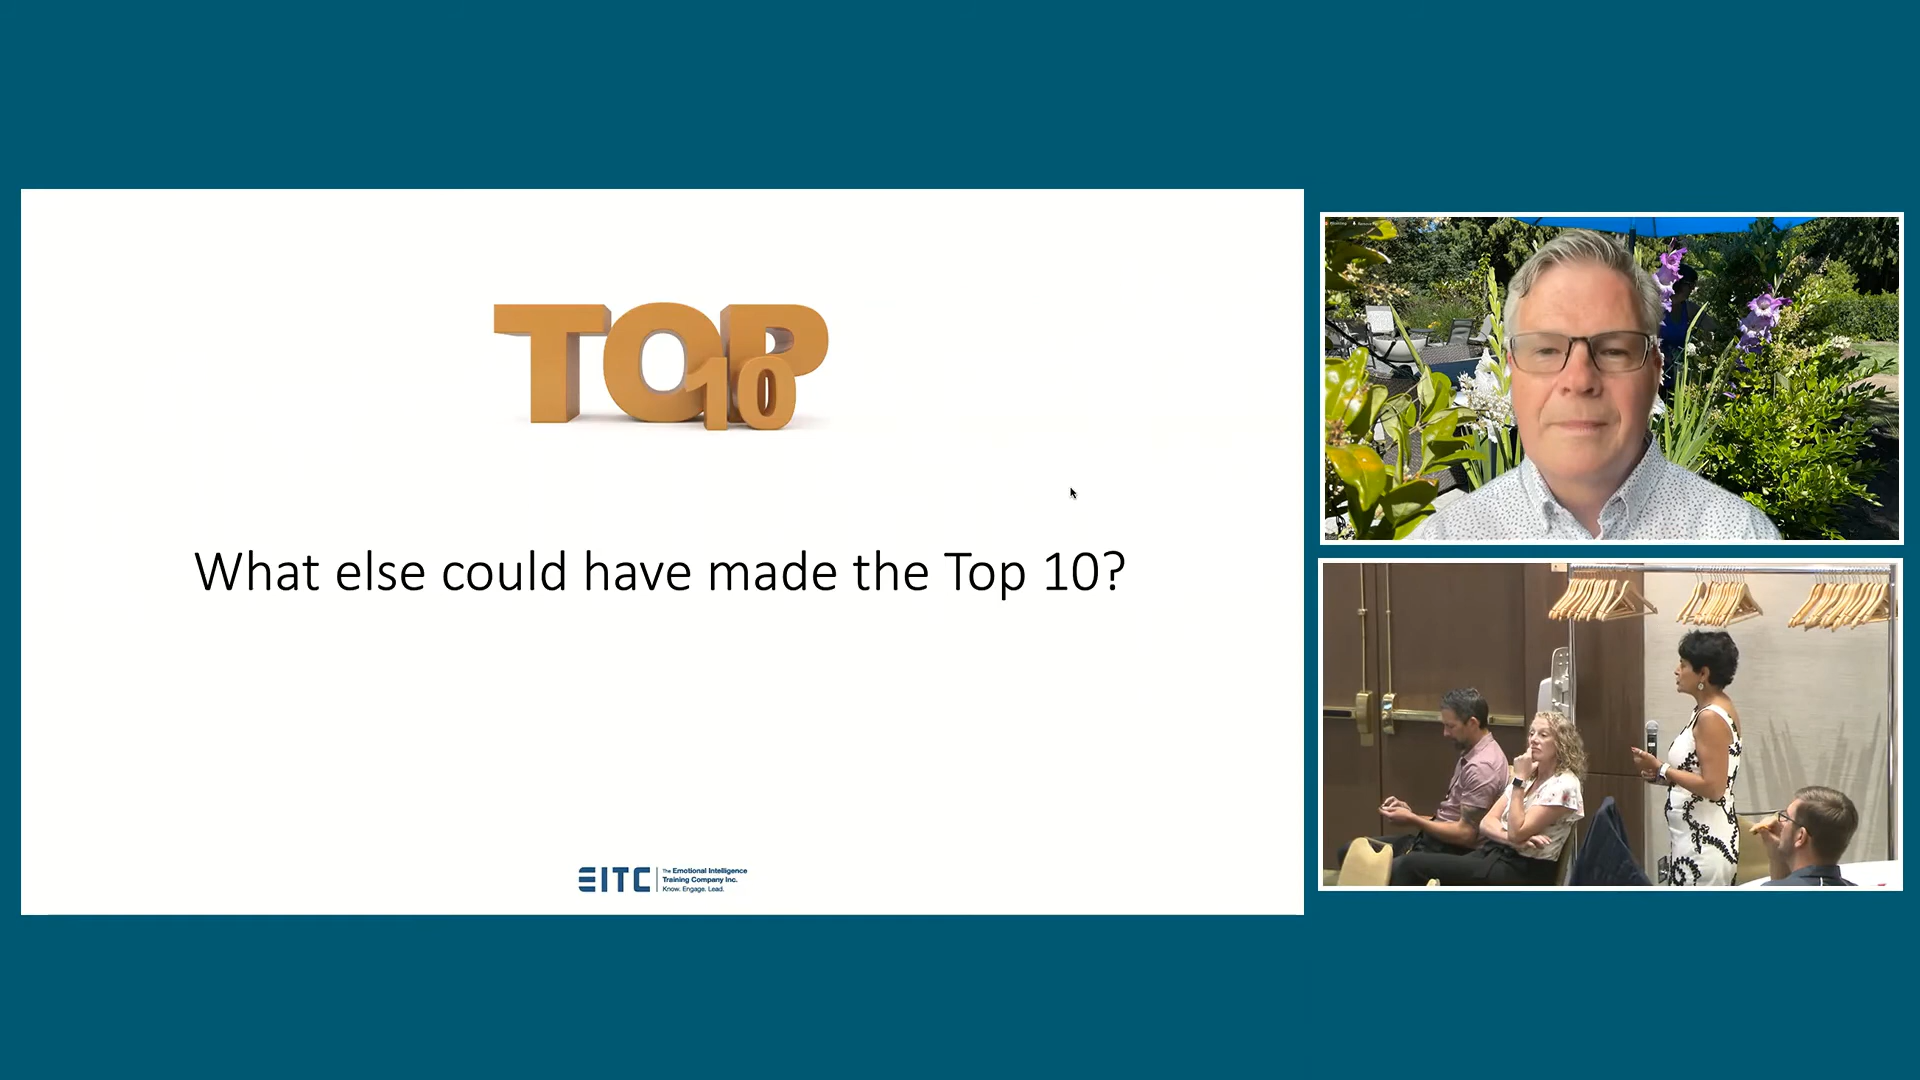 TOP
10
What else could have made the Top 10?
EITC
The Emotional Intelligence
Training Company Inc.
Know. Engage. Lead.